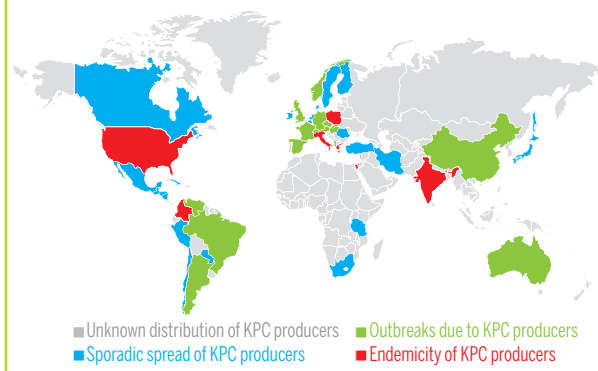 Unknown distribution of KPC producers
Outbreaks due to KPC producers
Sporadic spread of KPC producers
Endemicity of KPC producers